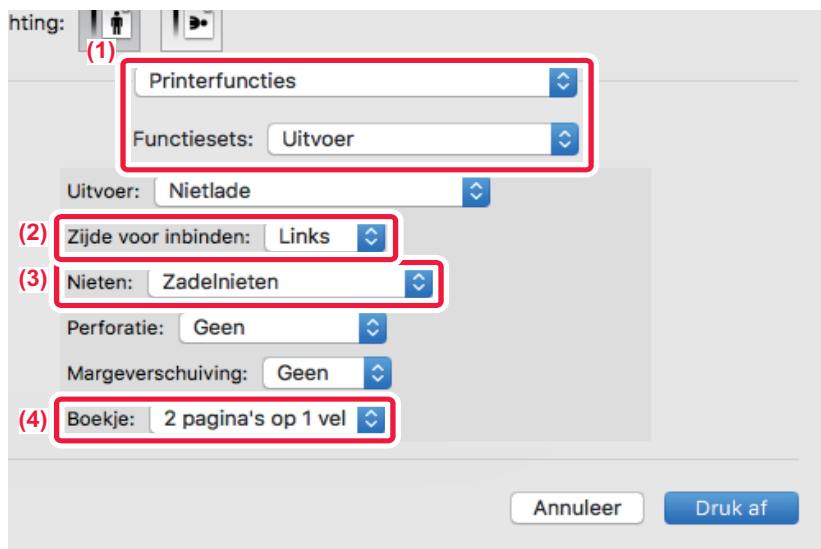 hting:
(1)
Printerfuncties
Functiesets: Uitvoer
Uitvoer: Nietlade
(2) Zijde voor inbinden: Links
(3) Nieten: Zadelnieten
Perforatie: Geen
Margeverschuiving: Geen
(4) Boekje: 2 pagina's op 1 vel
Annuleer Druk af